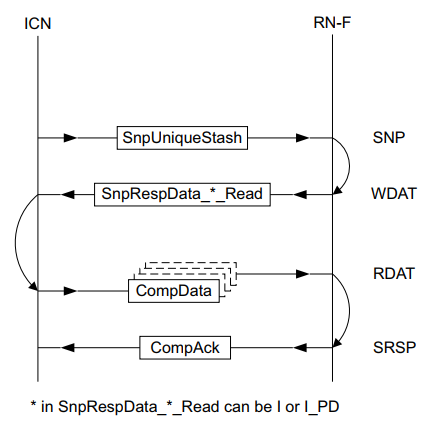 ICN RN-F
SnpUniqueStash SNP
SnpRespData_*_Read WDAT
RDAT
CompData
CompAck SRSP
* in SnpRespData_*_Read can be I or I_PD